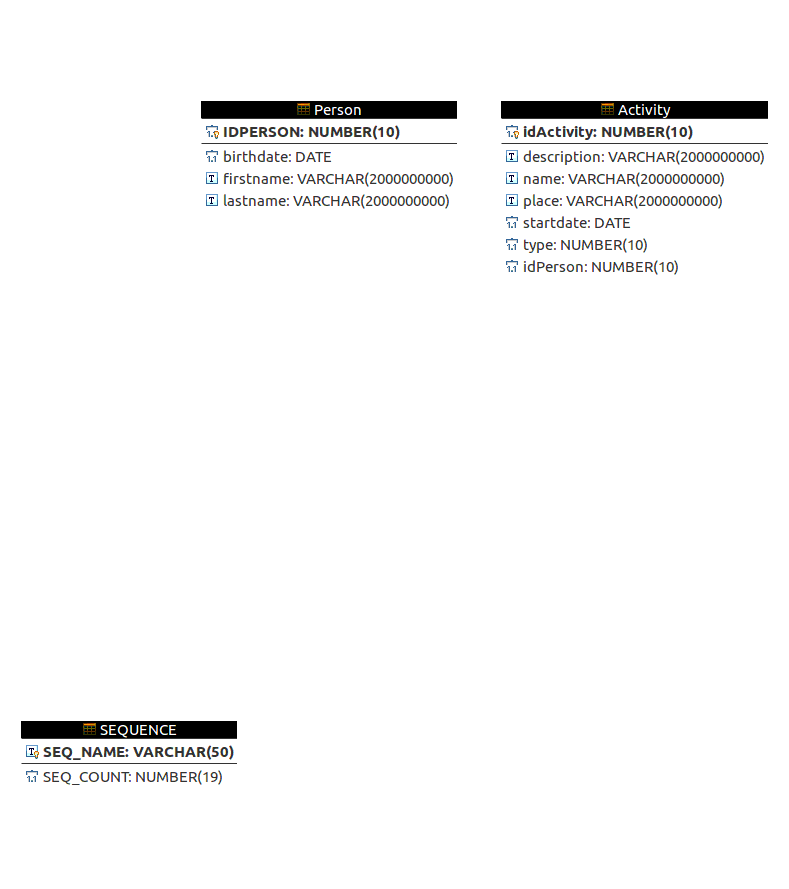 Person
IDPERSON: NUMBER(10)
birthdate: DATE
firstname: VARCHAR(2000000000)
lastname: VARCHAR(2000000000)
Activity
idActivity: NUMBER(10)
description: VARCHAR(2000000000)
name: VARCHAR(2000000000)
place: VARCHAR(2000000000)
startdate: DATE
type: NUMBER(10)
idPerson: NUMBER(10)
SEQUENCE
SEQ_NAME: VARCHAR(50)
SEQ_COUNT: NUMBER(19)